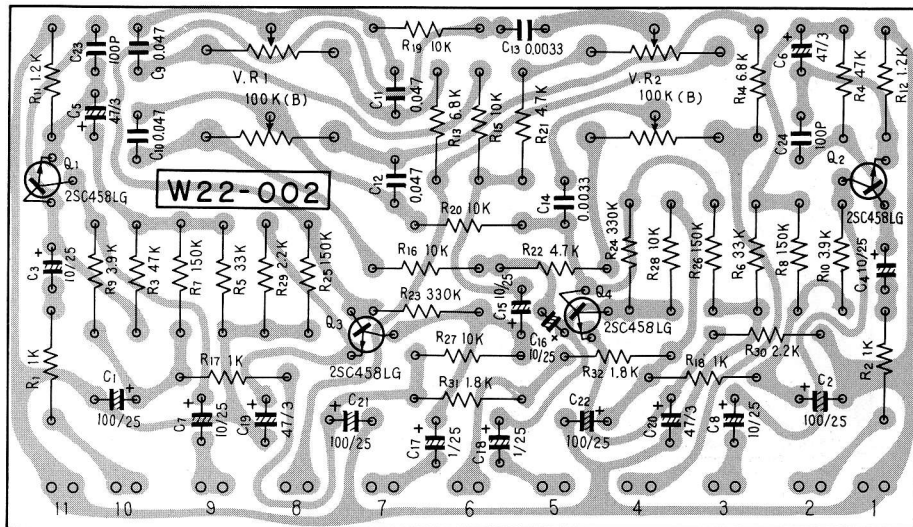 R11 1.2K
C23 100P
C9 0.047
V.R1
100K (B)
R19 10K
C13 0.0033
V.R2
100K (B)
R14 6.8K
C6 + 47/3
R4 47K
R12 1.2K
C5 + 47/3
C10 0.047
C11 0.047
R13 6.8K
R15 10K
R21 4.7K
C24 100P
Q1
2SC458LG
W22-002
C12 0.047
C14 0.0033
Q2
2SC458LG
R20 10K
C3 + 10/25
R9 3.9K
R3 47K
R7 150K
R5 33K
R29 2.2K
R25 150K
R16 10K
R22 4.7K
R24 330K
R28 10K
R26 150K
R6 33K
R8 150K
R10 3.9K
C4 + 10/25
R23 330K
C15 + 10/25
Q4
2SC458LG
Q3
2SC458LG
C16 + 10/25
R27 10K
R30 2.2K
R1 1K
R17 1K
R32 1.8K
R18 1K
R2 1K
C1 +
100/25
C7 + 10/25
C19 + 47/3
C21 +
100/25
R31 1.8K
C17 + 1/25
C18 + 1/25
C22 +
100/25
C20 + 47/3
C8 + 10/25
C2 +
100/25
11 10 9 8 7 6 5 4 3 2 1